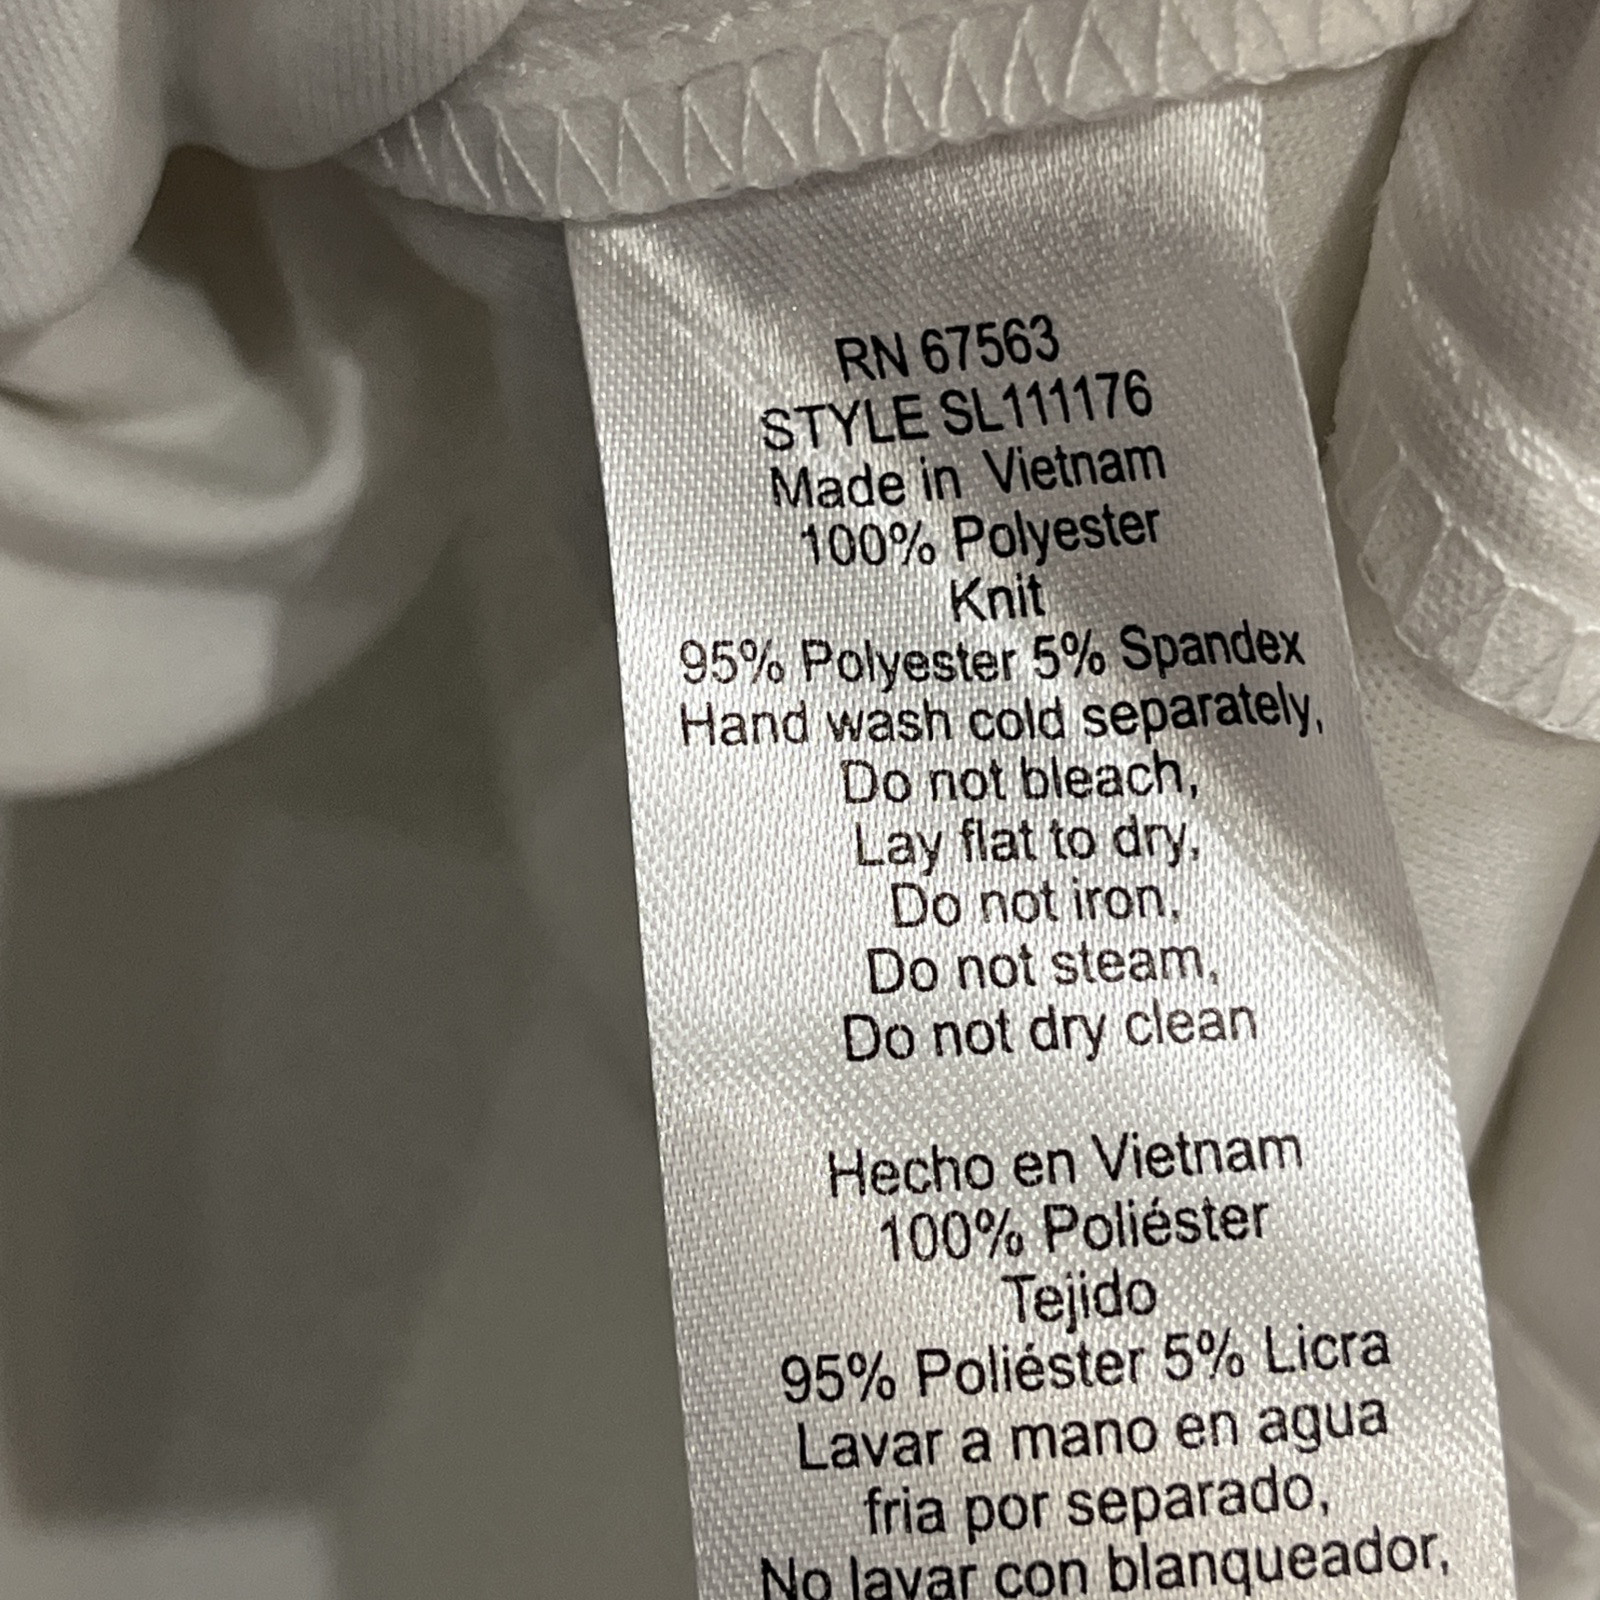 RN 67563
STYLE SL111176
Made in Vietnam
100% Polyester
Knit
95% Polyester 5% Spandex
Hand wash cold separately,
Do not bleach,
Lay flat to dry,
Do not iron,
Do not steam,
Do not dry clean
Hecho en Vietnam
100% Poliéster
Tejido
95% Poliéster 5% Licra
Lavar a mano en agua
fria por separado,
No lavar con blanqueador,